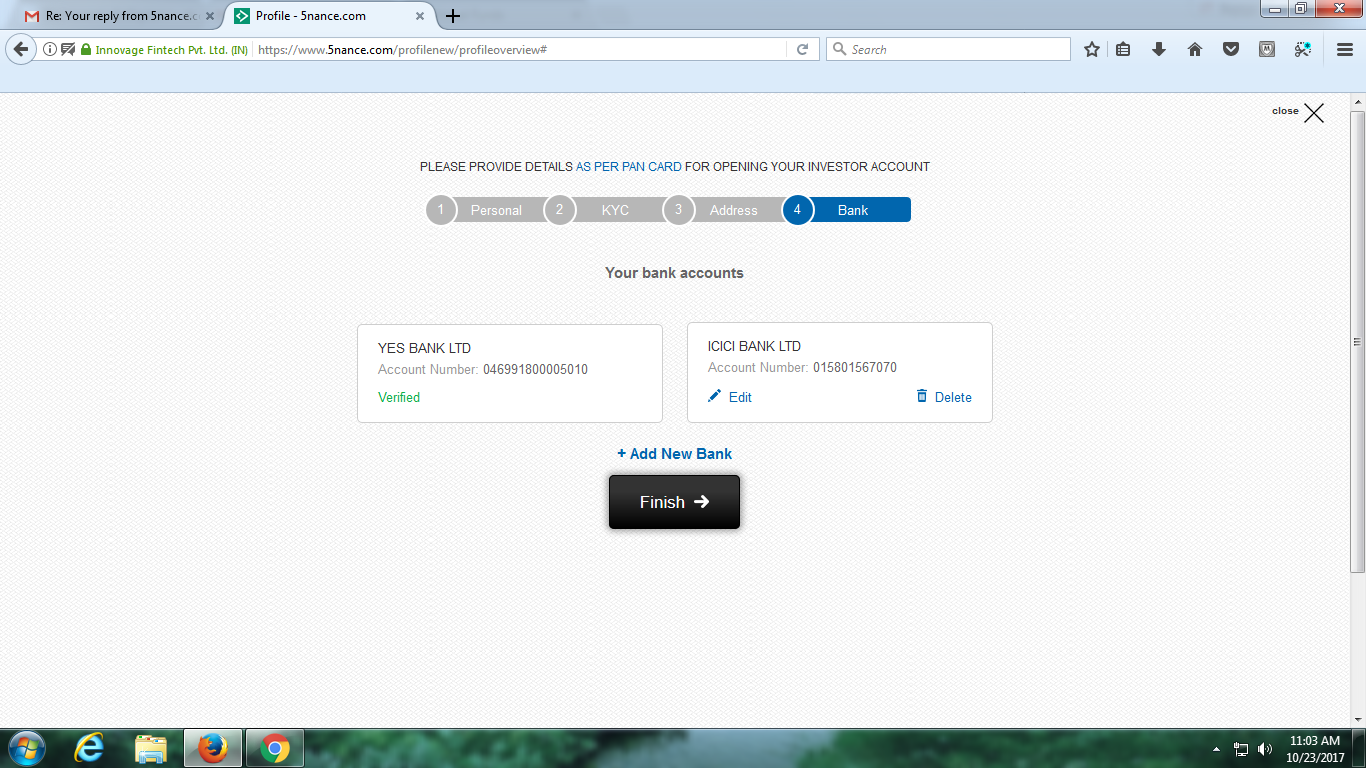 Re: Your reply from 5nance.c
Profile - 5nance.com
Innovage Fintech Pvt. Ltd. (IN)
https://www.5nance.com/profilenew/profileoverview#
Search
close
PLEASE PROVIDE DETAILS AS PER PAN CARD FOR OPENING YOUR INVESTOR ACCOUNT
1 Personal 2 KYC 3 Address 4 Bank
Your bank accounts
YES BANK LTD
Account Number: 046991800005010
Verified
ICICI BANK LTD
Account Number: 015801567070
Edit Delete
+ Add New Bank
Finish
11:03 AM
10/23/2017